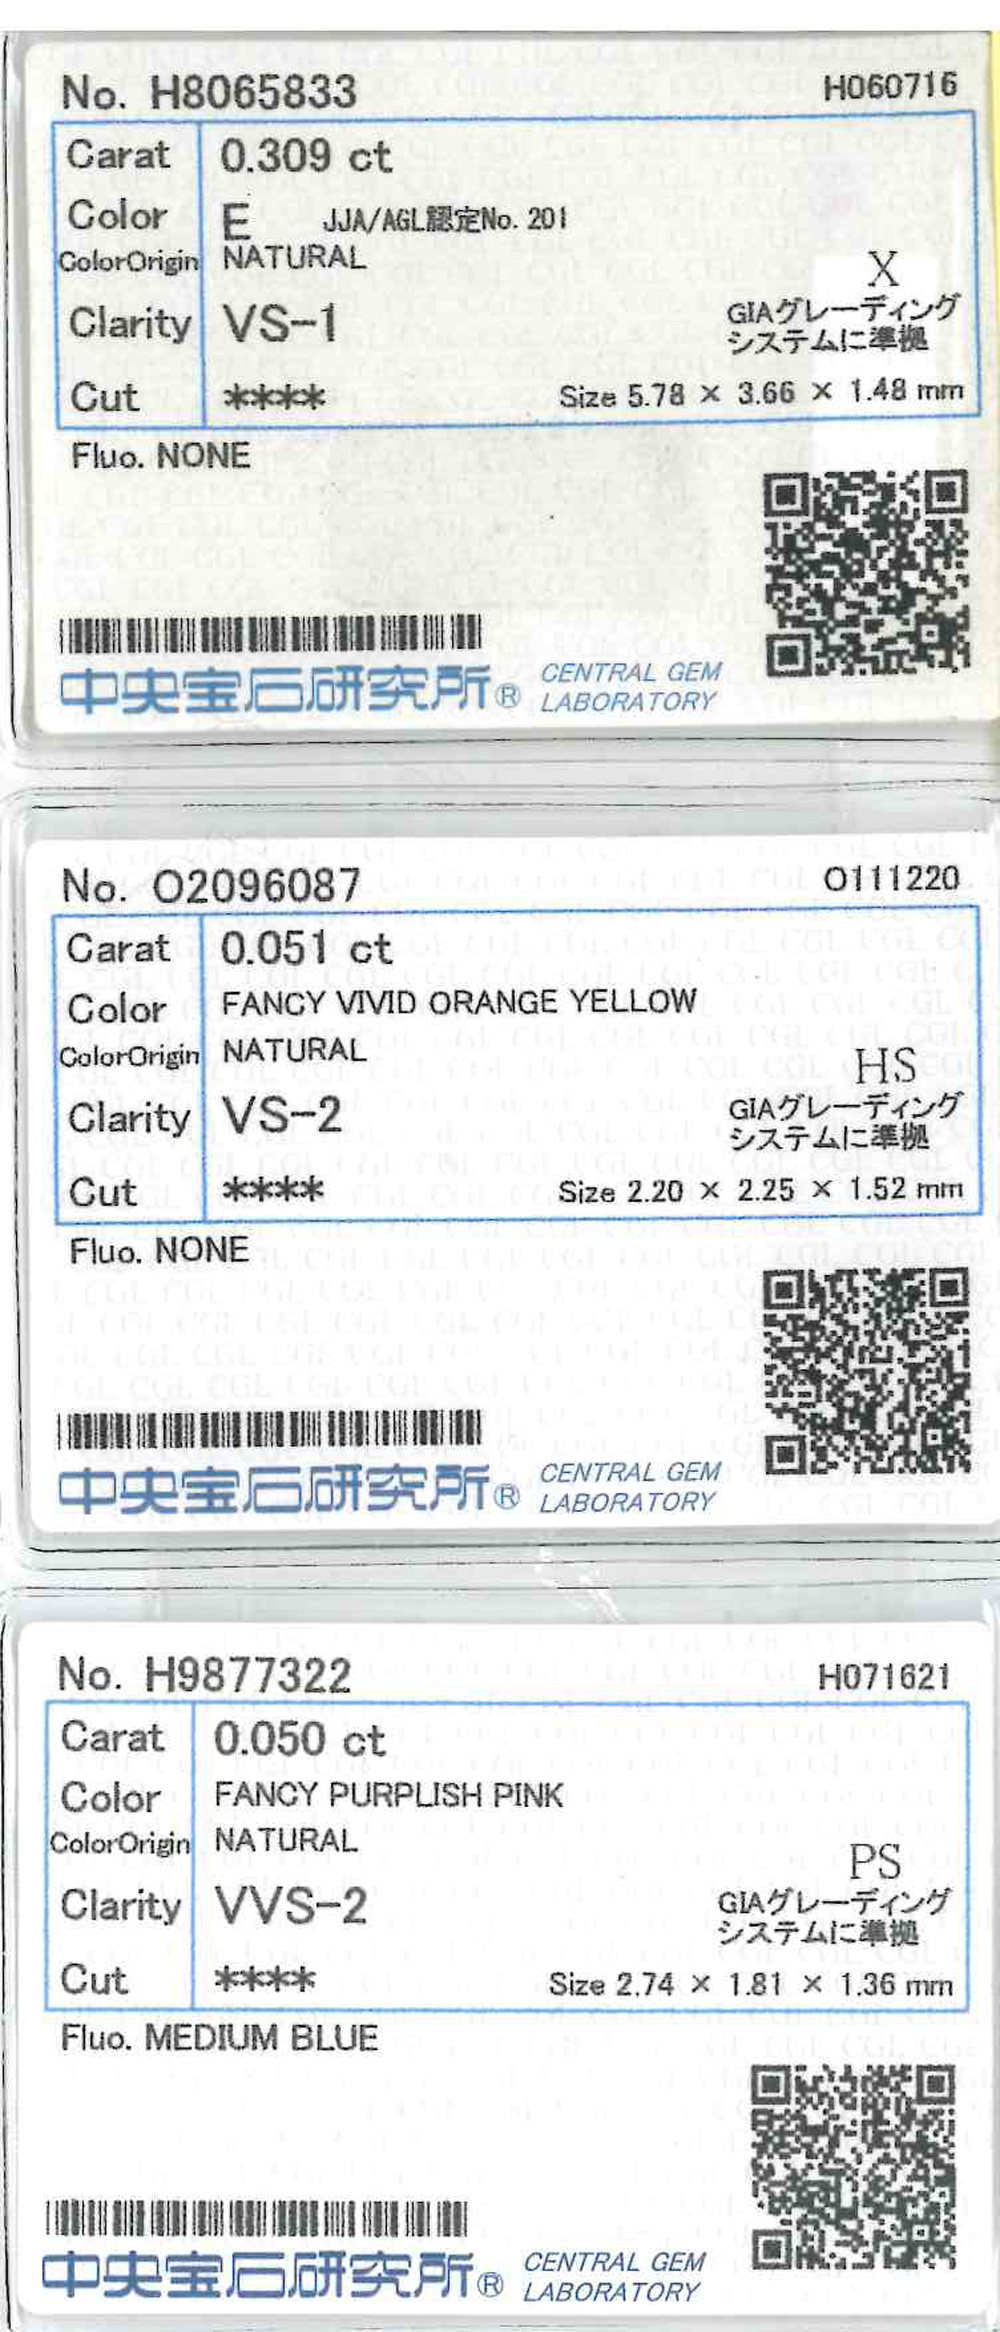 No. H8065833 H060716
Carat 0.309 ct
Color E JJA/AGL認定No. 201
ColorOrigin NATURAL
X
Clarity VS-1 GIAグレーディング
システムに準拠
Cut **** Size 5.78 × 3.66 × 1.48 mm
Fluo. NONE
中央宝石研究所® CENTRAL GEM
LABORATORY
No. O2096087 O111220
Carat 0.051 ct
Color FANCY VIVID ORANGE YELLOW
ColorOrigin NATURAL
HS
Clarity VS-2 GIAグレーディング
システムに準拠
Cut **** Size 2.20 × 2.25 × 1.52 mm
Fluo. NONE
中央宝石研究所® CENTRAL GEM
LABORATORY
No. H9877322 H071621
Carat 0.050 ct
Color FANCY PURPLISH PINK
ColorOrigin NATURAL
PS
Clarity VVS-2 GIAグレーディング
システムに準拠
Cut **** Size 2.74 × 1.81 × 1.36 mm
Fluo. MEDIUM BLUE
中央宝石研究所® CENTRAL GEM
LABORATORY